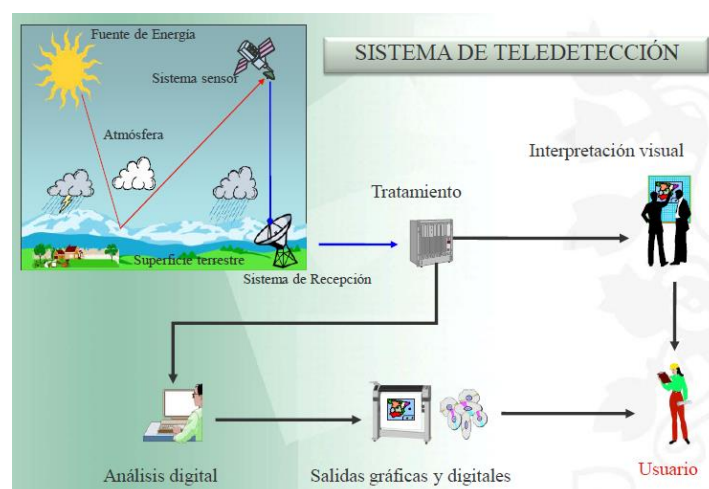 SISTEMA DE TELEDETECCIÓN
Fuente de Energía
Sistema sensor
Atmósfera
Superficie terrestre
Sistema de Recepción
Tratamiento
Interpretación visual
Análisis digital
Salidas gráficas y digitales
Usuario